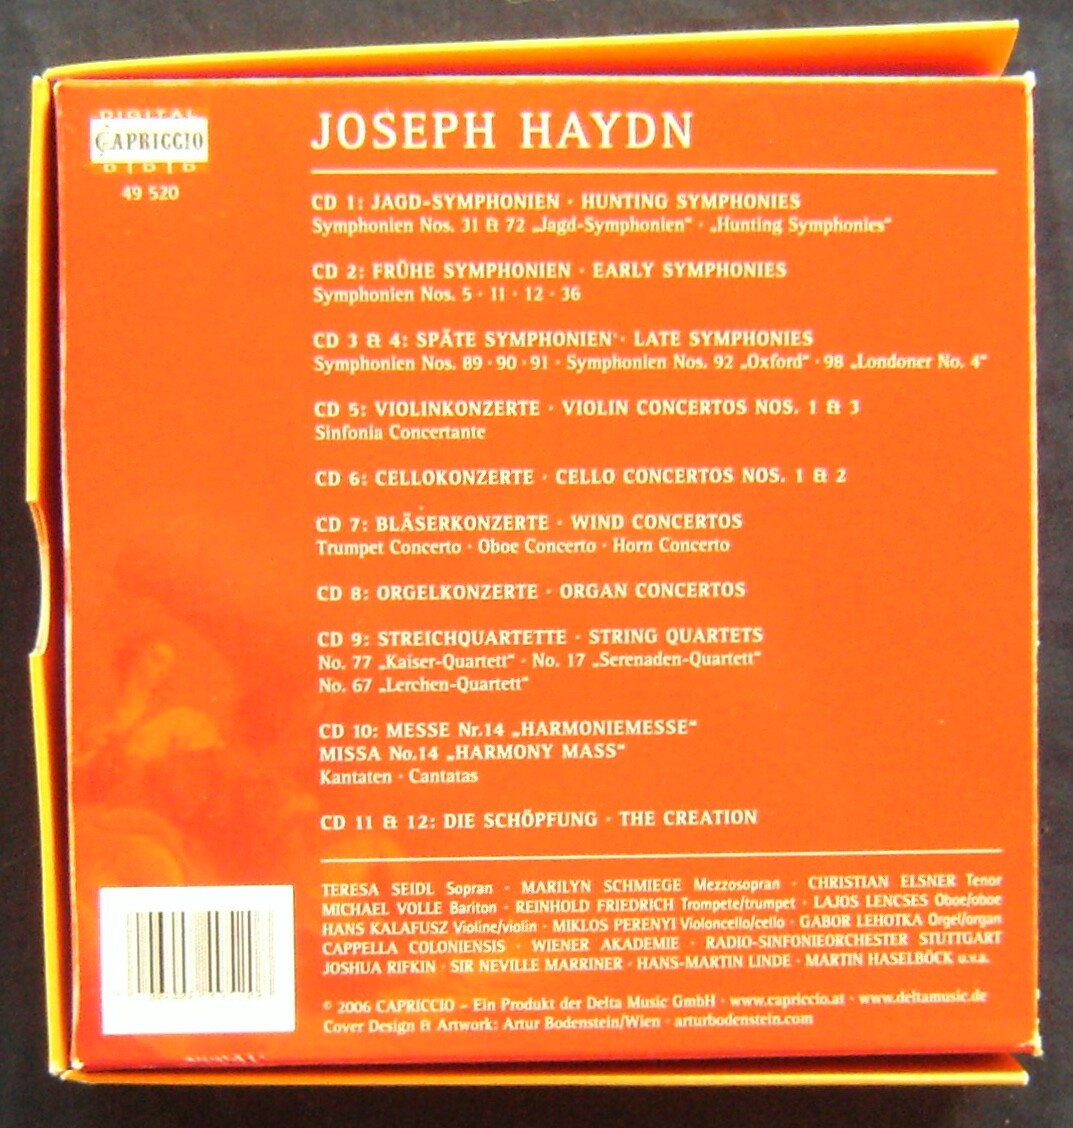 DIGITAL
CAPRICCIO
D D D
49 520
JOSEPH HAYDN
CD 1: JAGD-SYMPHONIEN · HUNTING SYMPHONIES
Symphonien Nos. 31 & 72 „Jagd-Symphonien“ · „Hunting Symphonies“
CD 2: FRÜHE SYMPHONIEN · EARLY SYMPHONIES
Symphonien Nos. 5 · 11 · 12 · 36
CD 3 & 4: SPÄTE SYMPHONIEN · LATE SYMPHONIES
Symphonien Nos. 89 · 90 · 91 · Symphonien Nos. 92 „Oxford“ · 98 „Londoner No. 4“
CD 5: VIOLINKONZERTE · VIOLIN CONCERTOS NOS. 1 & 3
Sinfonia Concertante
CD 6: CELLOKONZERTE · CELLO CONCERTOS NOS. 1 & 2
CD 7: BLÄSERKONZERTE · WIND CONCERTOS
Trumpet Concerto · Oboe Concerto · Horn Concerto
CD 8: ORGELKONZERTE · ORGAN CONCERTOS
CD 9: STREICHQUARTETTE · STRING QUARTETS
No. 77 „Kaiser-Quartett“ · No. 17 „Serenaden-Quartett“
No. 67 „Lerchen-Quartett“
CD 10: MESSE Nr.14 „HARMONIEMESSE“
MISSA No.14 „HARMONY MASS“
Kantaten · Cantatas
CD 11 & 12: DIE SCHÖPFUNG · THE CREATION
TERESA SEIDL Sopran · MARILYN SCHMIEGE Mezzosopran · CHRISTIAN ELSNER Tenor
MICHAEL VOLLE Bariton · REINHOLD FRIEDRICH Trompete/trumpet · LAJOS LENCSES Oboe/oboe
HANS KALAFUSZ Violine/violin · MIKLOS PERENYI Violoncello/cello · GABOR LEHOTKA Orgel/organ
CAPPELLA COLONIENSIS · WIENER AKADEMIE · RADIO-SINFONIEORCHESTER STUTTGART
JOSHUA RIFKIN · SIR NEVILLE MARRINER · HANS-MARTIN LINDE · MARTIN HASELBÖCK u.v.a.
© 2006 CAPRICCIO – Ein Produkt der Delta Music GmbH · www.capriccio.at · www.deltamusic.de
Cover Design & Artwork: Artur Bodenstein/Wien · arturbodenstein.com